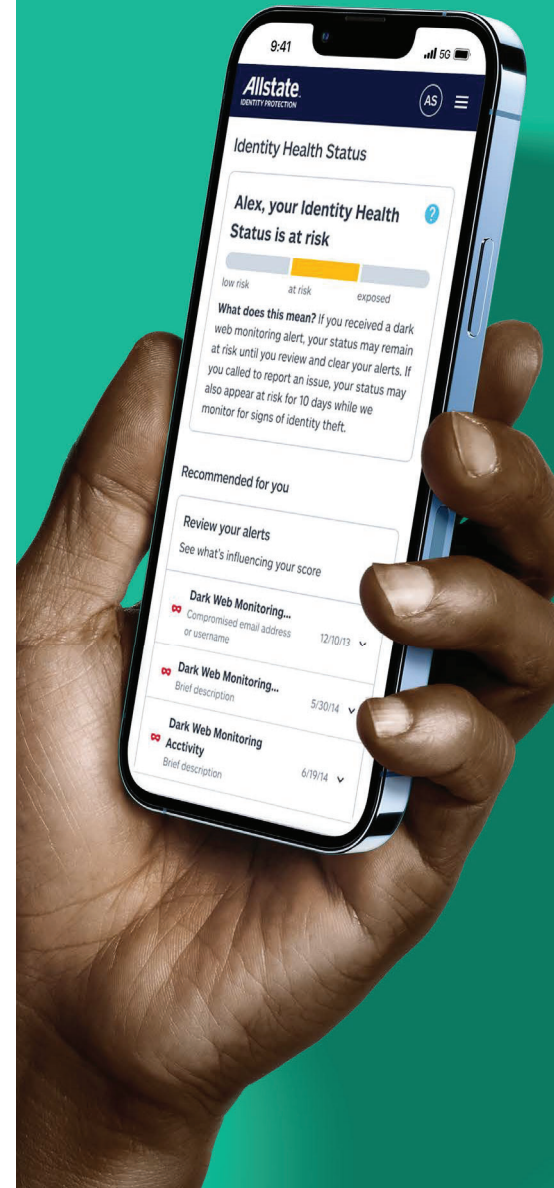 9:41
5G
Allstate.
IDENTITY PROTECTION
AS
Identity Health Status
Alex, your Identity Health
Status is at risk
?
low risk
at risk
exposed
What does this mean? If you received a dark
web monitoring alert, your status may remain
at risk until you review and clear your alerts. If
you called to report an issue, your status may
also appear at risk for 10 days while we
monitor for signs of identity theft.
Recommended for you
Review your alerts
See what's influencing your score
Dark Web Monitoring...
Compromised email address
or username
12/10/13
Dark Web Monitoring...
Brief description
5/30/14
Dark Web Monitoring
Acctivity
Brief description
6/19/14